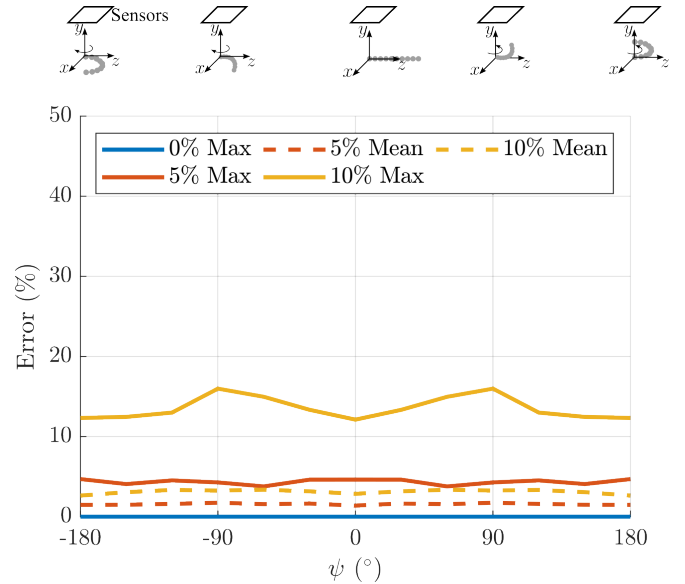 Sensors
y y y y y
x z x z x z x z x z
50
40
30
20
10
0
Error (%)
0% Max 5% Mean 10% Mean
5% Max 10% Max
-180 -90 0 90 180
ψ (°)